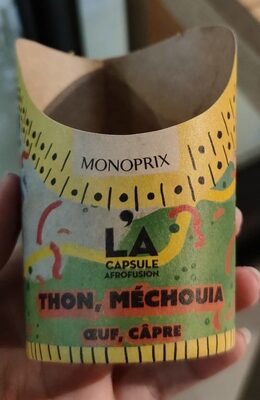 MONOPRIX
L'A
CAPSULE
AFROFUSION
THON, MÉCHOUIA
ŒUF, CÂPRE